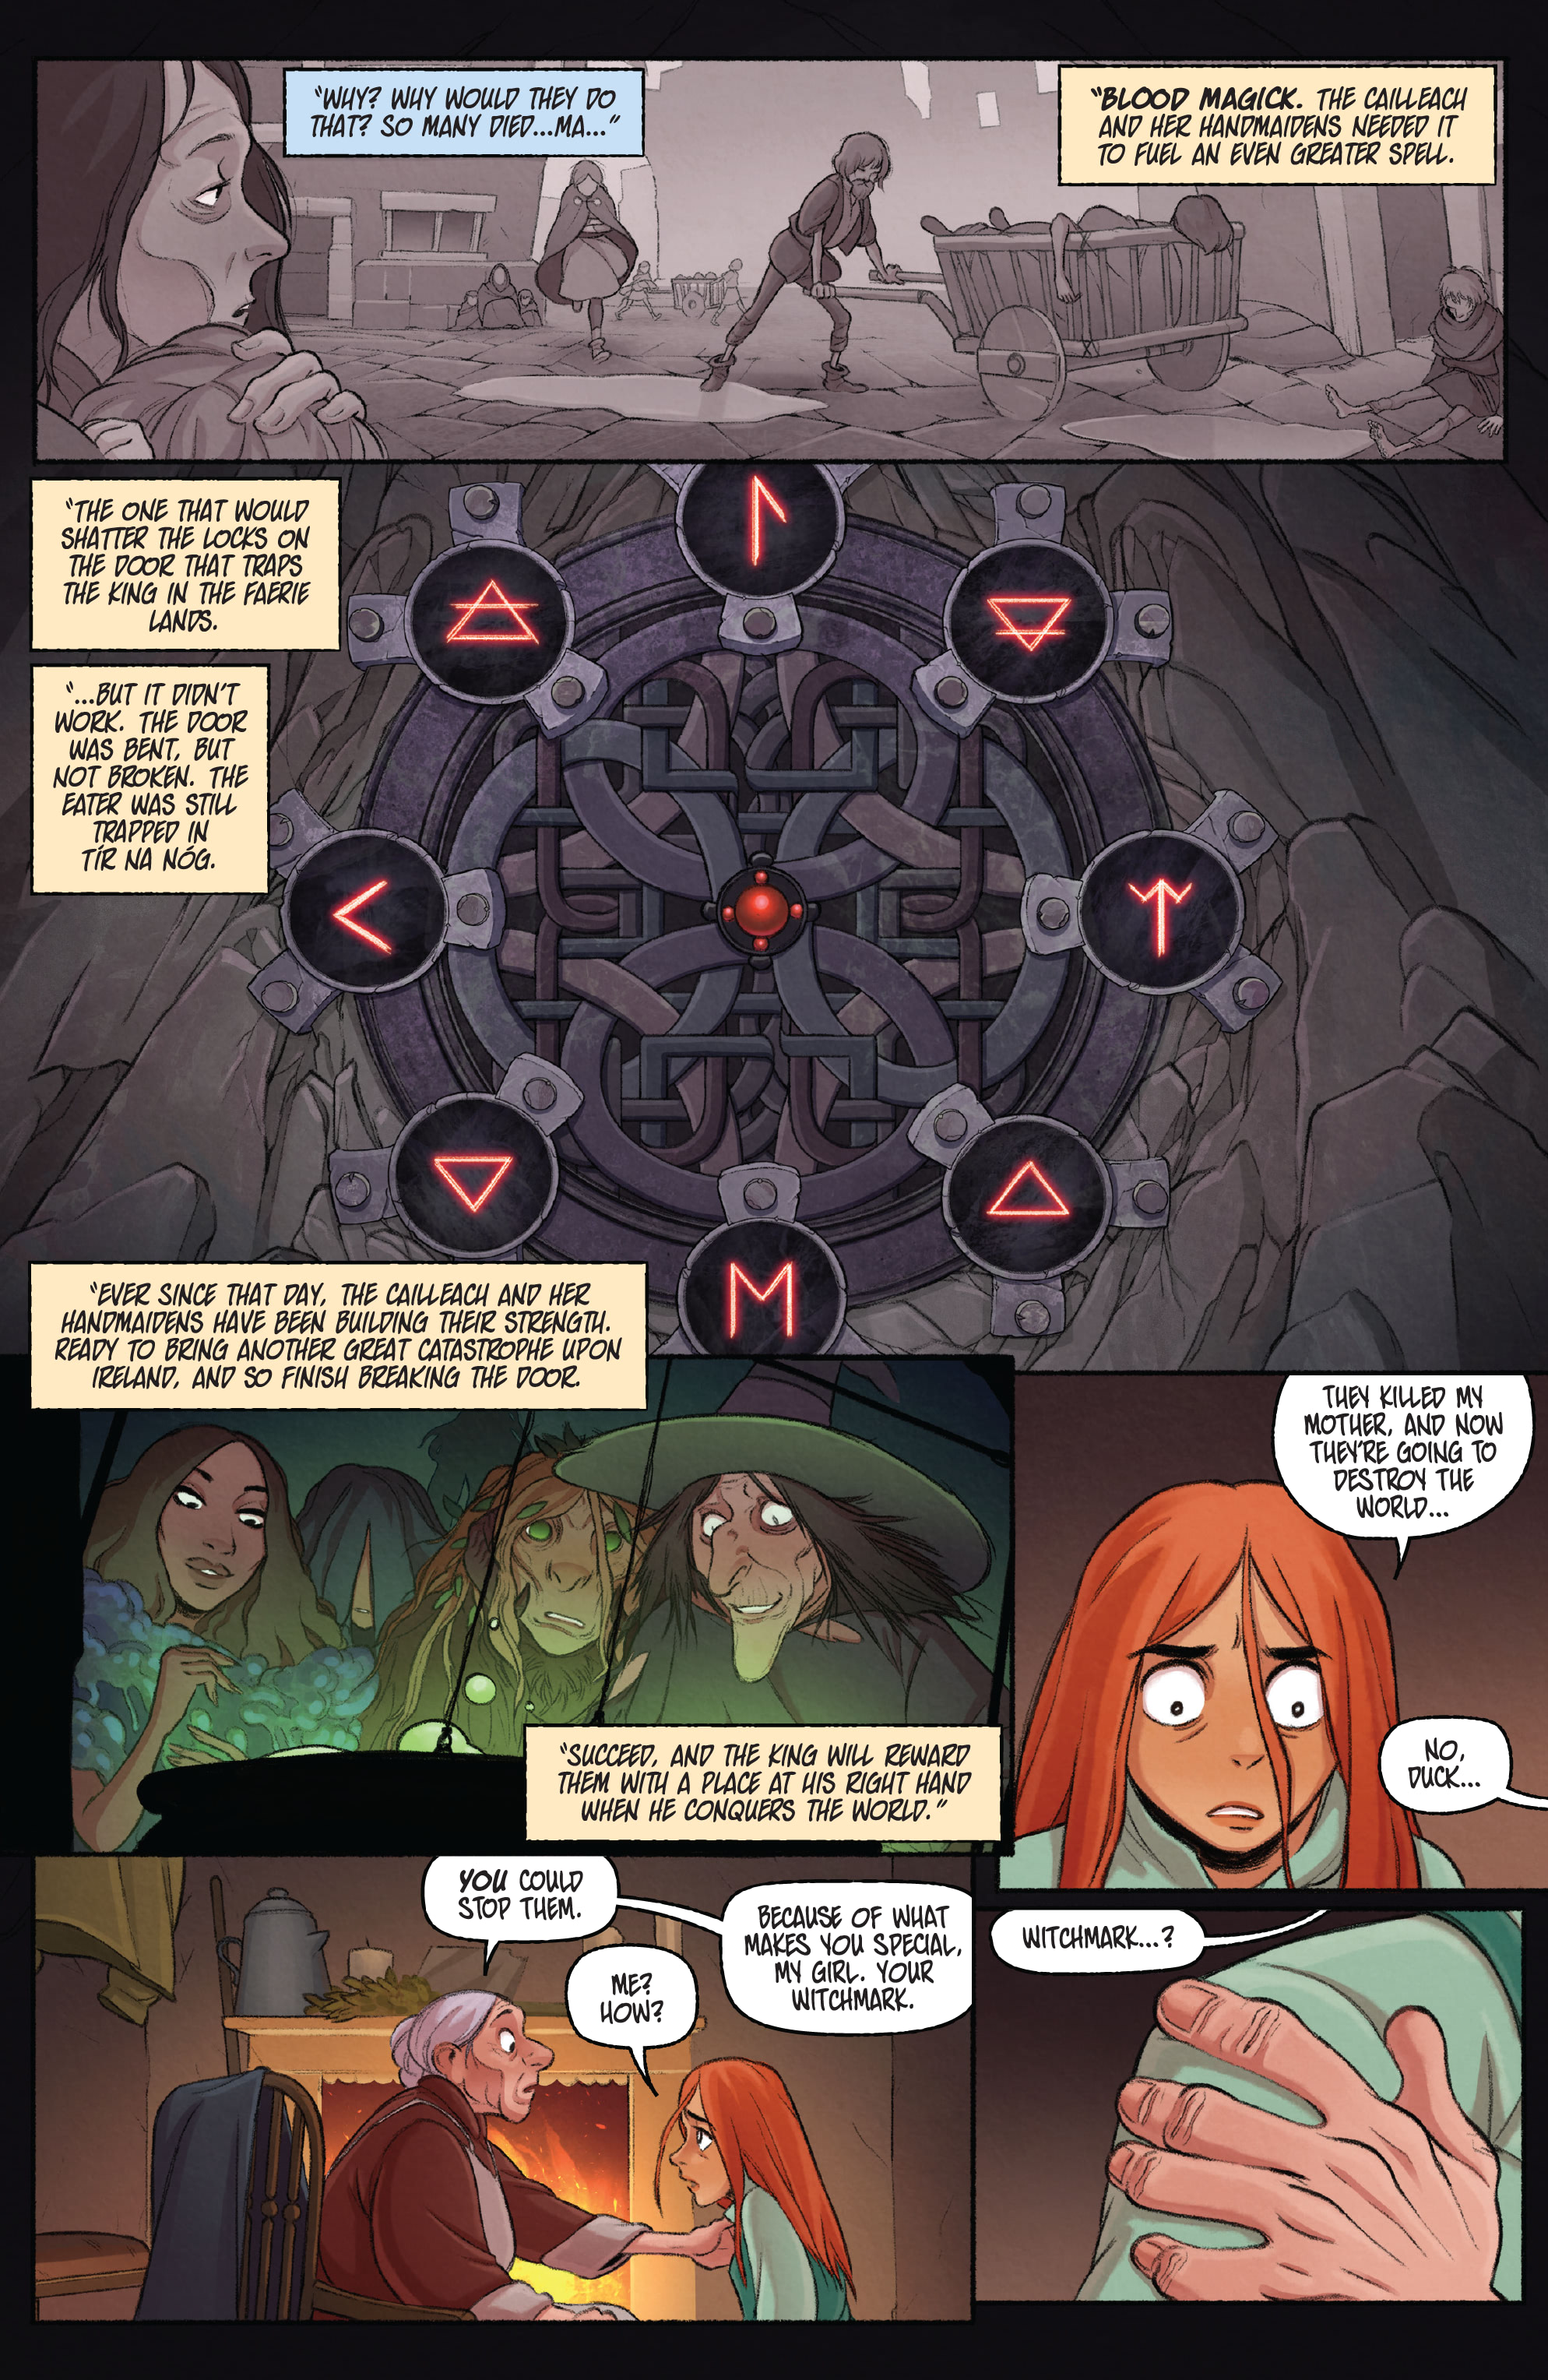 "WHY? WHY WOULD THEY DO
THAT? SO MANY DIED...MA..."
"BLOOD MAGICK. THE CAILLEACH
AND HER HANDMAIDENS NEEDED IT
TO FUEL AN EVEN GREATER SPELL.
"THE ONE THAT WOULD
SHATTER THE LOCKS ON
THE DOOR THAT TRAPS
THE KING IN THE FAERIE
LANDS.
"...BUT IT DIDN'T
WORK. THE DOOR
WAS BENT, BUT
NOT BROKEN. THE
EATER WAS STILL
TRAPPED IN
TÍR NA NÓG.
"EVER SINCE THAT DAY, THE CAILLEACH AND HER
HANDMAIDENS HAVE BEEN BUILDING THEIR STRENGTH.
READY TO BRING ANOTHER GREAT CATASTROPHE UPON
IRELAND, AND SO FINISH BREAKING THE DOOR.
"SUCCEED, AND THE KING WILL REWARD
THEM WITH A PLACE AT HIS RIGHT HAND
WHEN HE CONQUERS THE WORLD."
THEY KILLED MY
MOTHER, AND NOW
THEY'RE GOING TO
DESTROY THE
WORLD...
NO,
DUCK...
YOU COULD
STOP THEM.
ME?
HOW?
BECAUSE OF WHAT
MAKES YOU SPECIAL,
MY GIRL. YOUR
WITCHMARK.
WITCHMARK...?